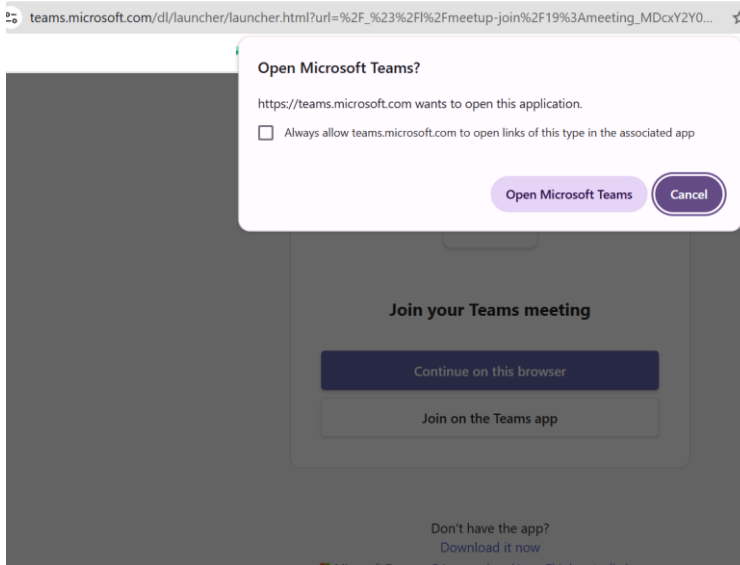 teams.microsoft.com/dl/launcher/launcher.html?url=%2F_%23%2Fl%2Fmeetup-join%2F19%3Ameeting_MDcxY2Y0...
Open Microsoft Teams?
https://teams.microsoft.com wants to open this application.
Always allow teams.microsoft.com to open links of this type in the associated app
Open Microsoft Teams Cancel
Join your Teams meeting
Continue on this browser
Join on the Teams app
Don't have the app?
Download it now